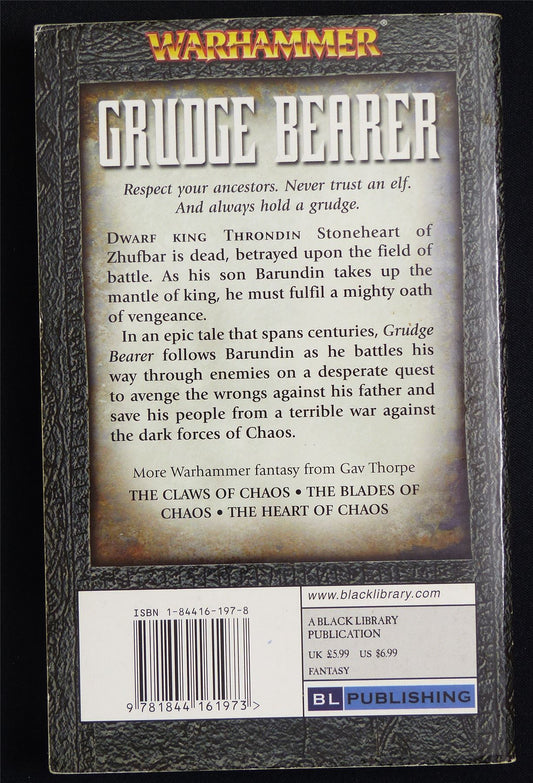 WARHAMMER®
GRUDGE BEARER
Respect your ancestors. Never trust an elf.
And always hold a grudge.
DWARF KING THRONDIN Stoneheart of
Zhufbar is dead, betrayed upon the field of
battle. As his son Barundin takes up the
mantle of king, he must fulfil a mighty oath
of vengeance.
In an epic tale that spans centuries, Grudge
Bearer follows Barundin as he battles his
way through enemies on a desperate quest
to avenge the wrongs against his father and
save his people from a terrible war against
the dark forces of Chaos.
More Warhammer fantasy from Gav Thorpe
THE CLAWS OF CHAOS • THE BLADES OF
CHAOS • THE HEART OF CHAOS
ISBN 1-84416-197-8
9 781844 161973 >
www.blacklibrary.com
A BLACK LIBRARY
PUBLICATION
UK £5.99 US $6.99
FANTASY
BL PUBLISHING